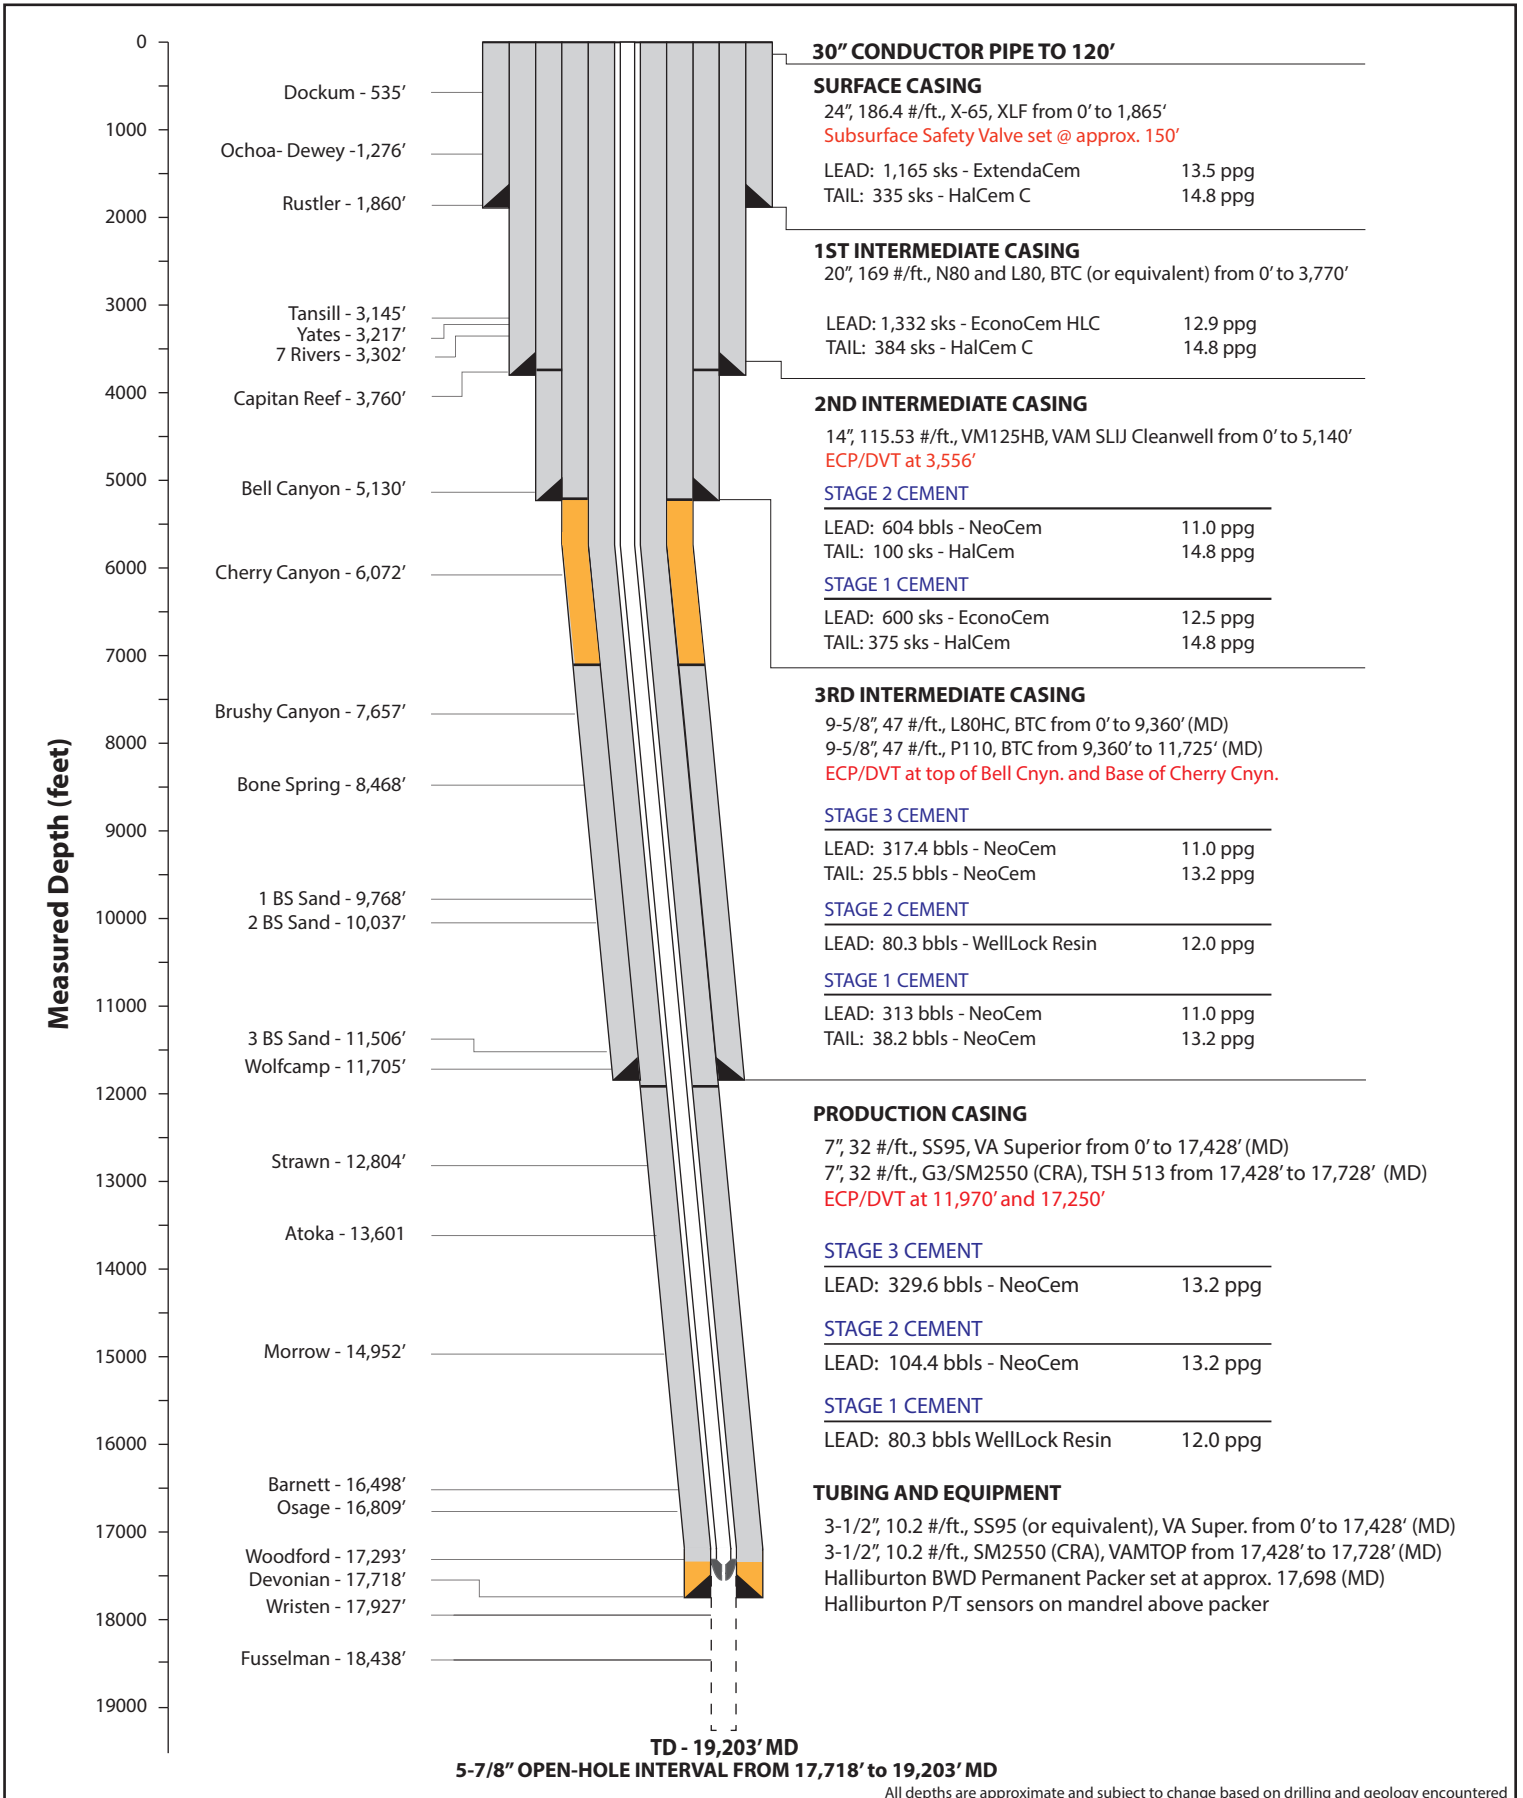 0
1000
2000
3000
4000
5000
6000
7000
8000
9000
10000
11000
12000
13000
14000
15000
16000
17000
18000
19000
Measured Depth (feet)
Dockum - 535’
Ochoa- Dewey -1,276’
Rustler - 1,860’
Tansill - 3,145’
Yates - 3,217’
7 Rivers - 3,302’
Capitan Reef - 3,760’
Bell Canyon - 5,130’
Cherry Canyon - 6,072’
Brushy Canyon - 7,657’
Bone Spring - 8,468’
1 BS Sand - 9,768’
2 BS Sand - 10,037’
3 BS Sand - 11,506’
Wolfcamp - 11,705’
Strawn - 12,804’
Atoka - 13,601
Morrow - 14,952’
Barnett - 16,498’
Osage - 16,809’
Woodford - 17,293’
Devonian - 17,718’
Wristen - 17,927’
Fusselman - 18,438’
30” CONDUCTOR PIPE TO 120’
SURFACE CASING
24”, 186.4 #/ft., X-65, XLF from 0’ to 1,865‘
Subsurface Safety Valve set @ approx. 150’
LEAD: 1,165 sks - ExtendaCem 13.5 ppg
TAIL: 335 sks - HalCem C 14.8 ppg
1ST INTERMEDIATE CASING
20”, 169 #/ft., N80 and L80, BTC (or equivalent) from 0’ to 3,770’
LEAD: 1,332 sks - EconoCem HLC 12.9 ppg
TAIL: 384 sks - HalCem C 14.8 ppg
2ND INTERMEDIATE CASING
14”, 115.53 #/ft., VM125HB, VAM SLIJ Cleanwell from 0’ to 5,140’
ECP/DVT at 3,556’
STAGE 2 CEMENT
LEAD: 604 bbls - NeoCem 11.0 ppg
TAIL: 100 sks - HalCem 14.8 ppg
STAGE 1 CEMENT
LEAD: 600 sks - EconoCem 12.5 ppg
TAIL: 375 sks - HalCem 14.8 ppg
3RD INTERMEDIATE CASING
9-5/8”, 47 #/ft., L80HC, BTC from 0’ to 9,360’ (MD)
9-5/8”, 47 #/ft., P110, BTC from 9,360’ to 11,725‘ (MD)
ECP/DVT at top of Bell Cnyn. and Base of Cherry Cnyn.
STAGE 3 CEMENT
LEAD: 317.4 bbls - NeoCem 11.0 ppg
TAIL: 25.5 bbls - NeoCem 13.2 ppg
STAGE 2 CEMENT
LEAD: 80.3 bbls - WellLock Resin 12.0 ppg
STAGE 1 CEMENT
LEAD: 313 bbls - NeoCem 11.0 ppg
TAIL: 38.2 bbls - NeoCem 13.2 ppg
PRODUCTION CASING
7”, 32 #/ft., SS95, VA Superior from 0’ to 17,428’ (MD)
7”, 32 #/ft., G3/SM2550 (CRA), TSH 513 from 17,428’ to 17,728’ (MD)
ECP/DVT at 11,970’ and 17,250’
STAGE 3 CEMENT
LEAD: 329.6 bbls - NeoCem 13.2 ppg
STAGE 2 CEMENT
LEAD: 104.4 bbls - NeoCem 13.2 ppg
STAGE 1 CEMENT
LEAD: 80.3 bbls WellLock Resin 12.0 ppg
TUBING AND EQUIPMENT
3-1/2”, 10.2 #/ft., SS95 (or equivalent), VA Super. from 0’ to 17,428‘ (MD)
3-1/2”, 10.2 #/ft., SM2550 (CRA), VAMTOP from 17,428’ to 17,728’ (MD)
Halliburton BWD Permanent Packer set at approx. 17,698 (MD)
Halliburton P/T sensors on mandrel above packer
TD - 19,203’ MD
5-7/8” OPEN-HOLE INTERVAL FROM 17,718’ to 19,203’ MD
All depths are approximate and subject to change based on drilling and geology encountered